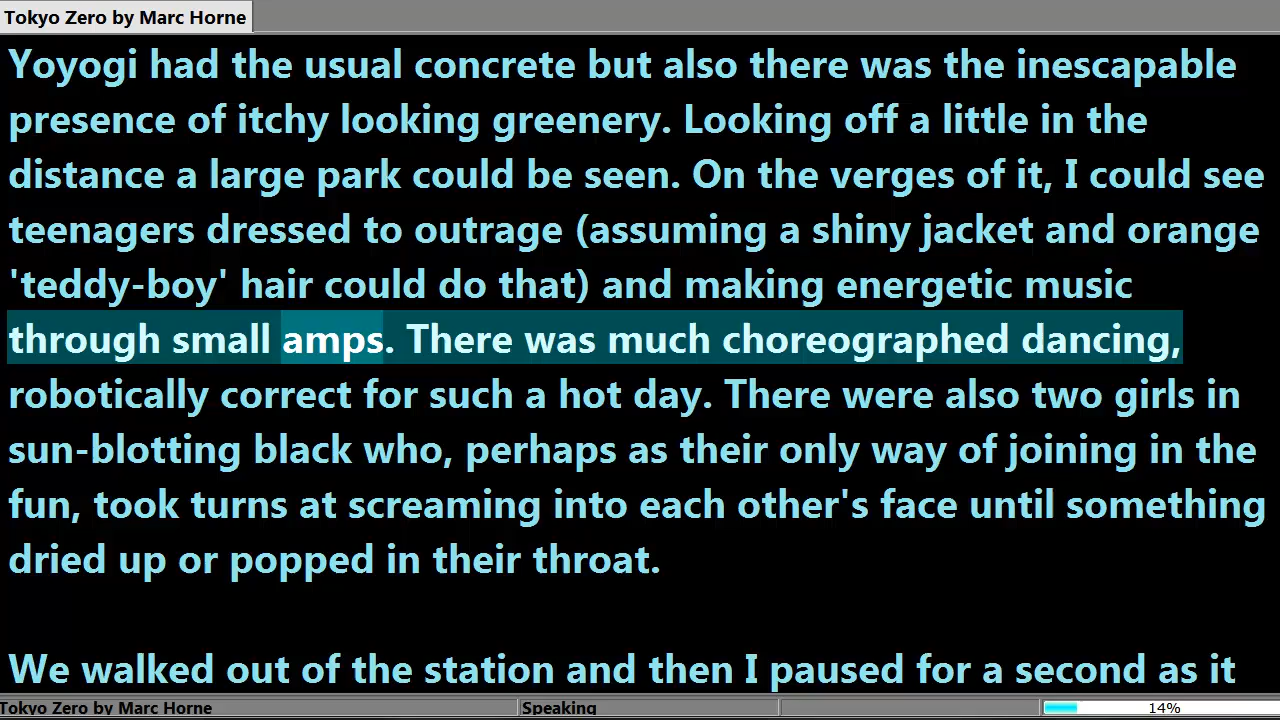 Tokyo Zero by Marc Horne
Yoyogi had the usual concrete but also there was the inescapable
presence of itchy looking greenery. Looking off a little in the
distance a large park could be seen. On the verges of it, I could see
teenagers dressed to outrage (assuming a shiny jacket and orange
'teddy-boy' hair could do that) and making energetic music
through small amps. There was much choreographed dancing,
robotically correct for such a hot day. There were also two girls in
sun-blotting black who, perhaps as their only way of joining in the
fun, took turns at screaming into each other's face until something
dried up or popped in their throat.
We walked out of the station and then I paused for a second as it
Tokyo Zero by Marc Horne
Speaking
14%